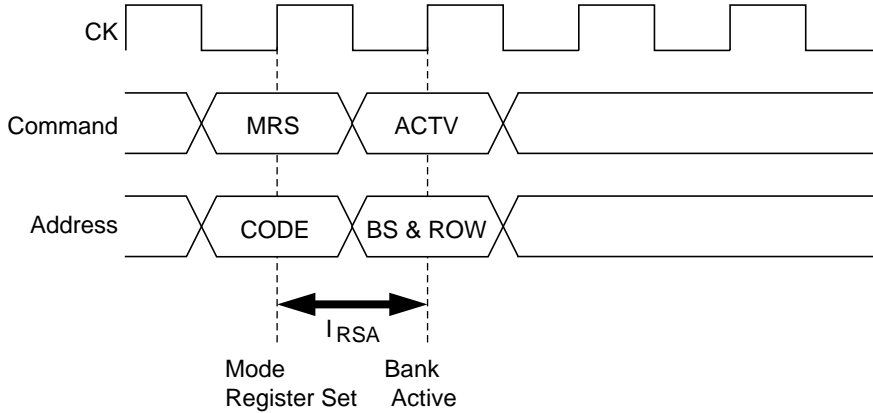 CK
Command
MRS
ACTV
Address
CODE
BS & ROW
I RSA
Mode
Register Set
Bank
Active